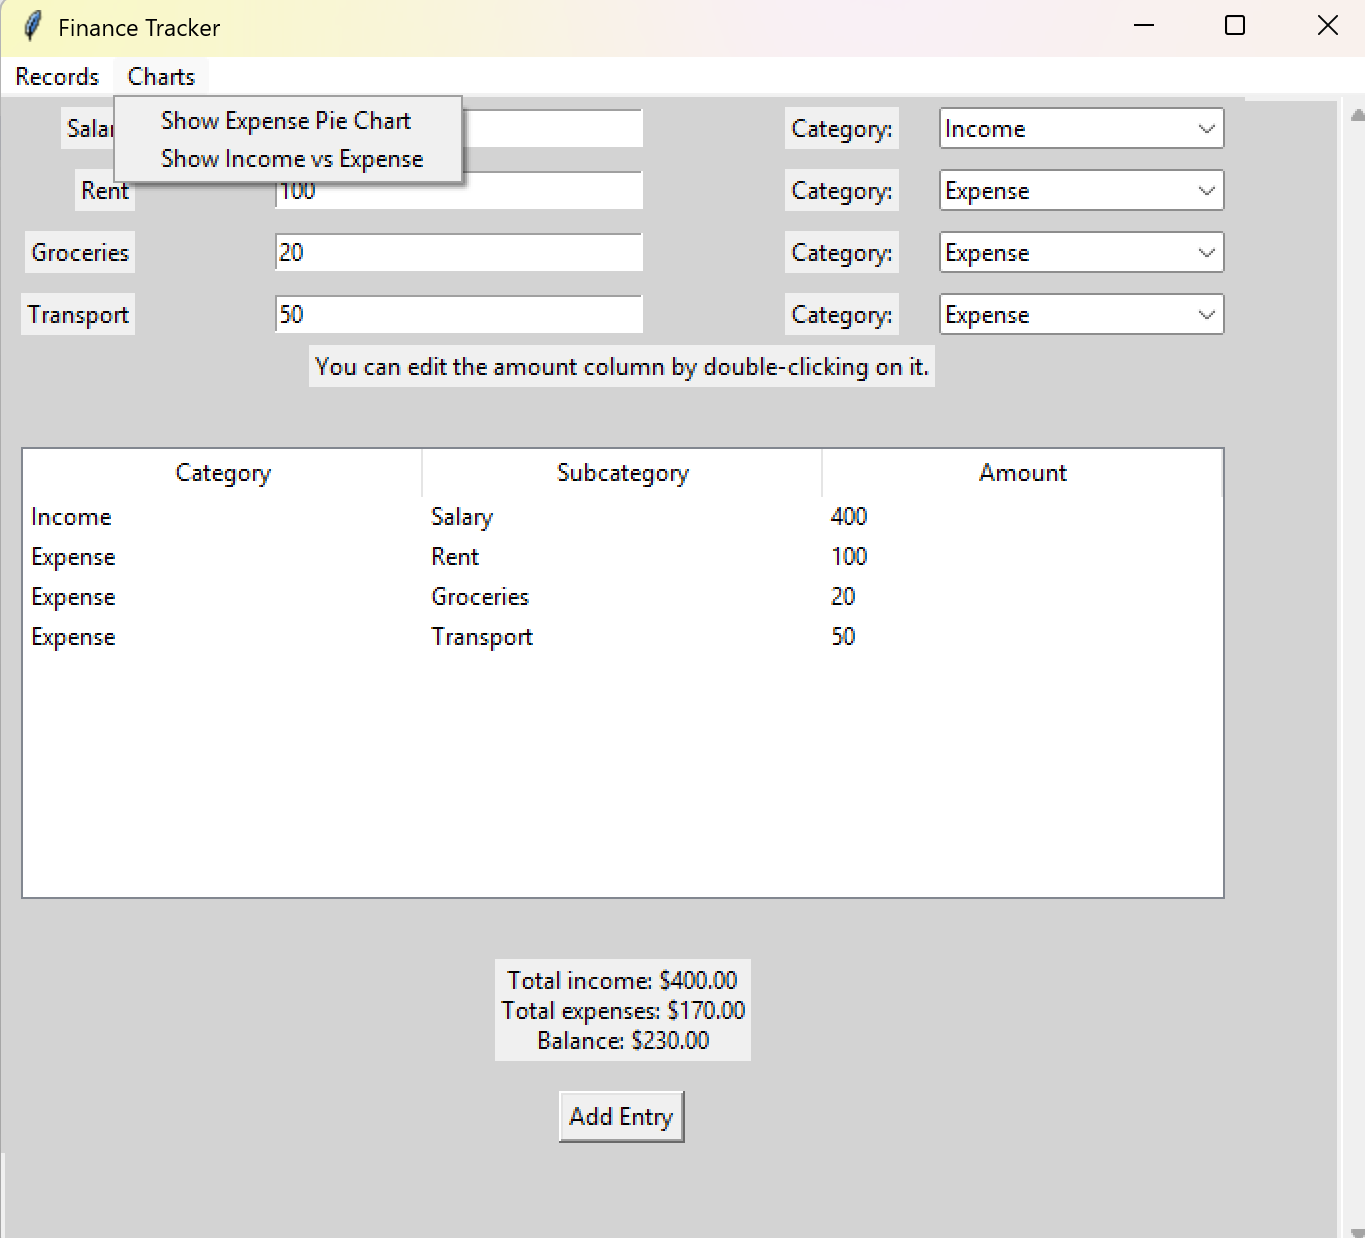 Finance Tracker
Records Charts
Show Expense Pie Chart
Show Income vs Expense
Category: Income
Rent 100 Category: Expense
Groceries 20 Category: Expense
Transport 50 Category: Expense
You can edit the amount column by double-clicking on it.
Category Subcategory Amount
Income Salary 400
Expense Rent 100
Expense Groceries 20
Expense Transport 50
Total income: $400.00
Total expenses: $170.00
Balance: $230.00
Add Entry